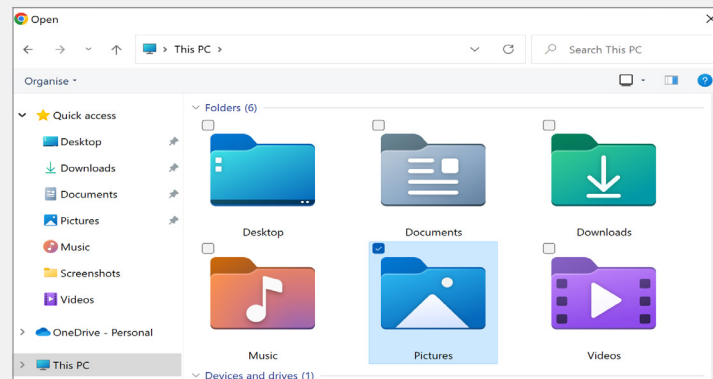 Open
This PC
Search This PC
Organise
?
Quick access
Desktop
Downloads
Documents
Pictures
Music
Screenshots
Videos
OneDrive - Personal
This PC
Folders (6)
Desktop
Documents
Downloads
Music
Pictures
Videos
Devices and drives (1)